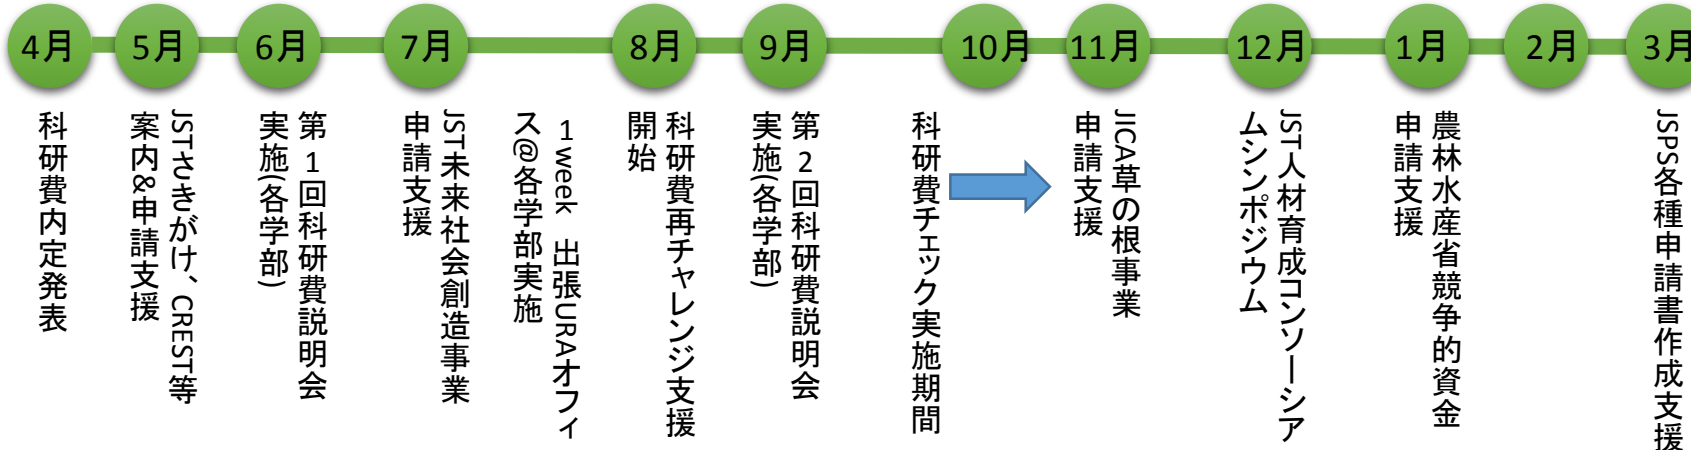 4月
5月
6月
7月
8月
9月
10月
11月
12月
1月
2月
3月
科研費内定発表
JSTさきがけ、CREST等
案内&申請支援
第1回科研費説明会
実施(各学部)
JST未来社会創造事業
申請支援
1week 出張URAオフィ
ス@各学部実施
科研費再チャレンジ支援
開始
第2回科研費説明会
実施(各学部)
科研費チェック実施期間
JICA草の根事業
申請支援
JST人材育成コンソーシア
ムシンポジウム
農林水産省競争的資金
申請支援
JSPS各種申請書作成支援